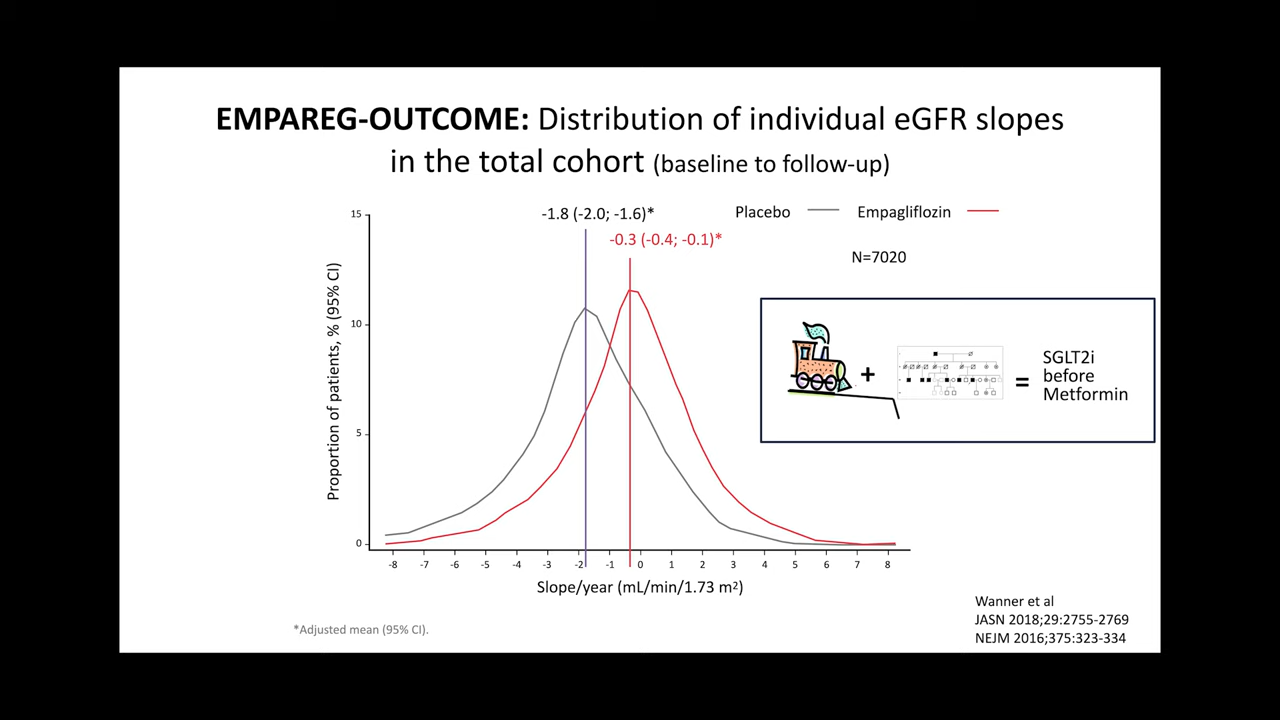 EMPAREG-OUTCOME: Distribution of individual eGFR slopes
in the total cohort (baseline to follow-up)
-1.8 (-2.0; -1.6)*
-0.3 (-0.4; -0.1)*
Placebo
Empagliflozin
N=7020
Proportion of patients, % (95% CI)
15
10
5
0
-8 -7 -6 -5 -4 -3 -2 -1 0 1 2 3 4 5 6 7 8
Slope/year (mL/min/1.73 m2)
+
=
SGLT2i
before
Metformin
*Adjusted mean (95% CI).
Wanner et al
JASN 2018;29:2755-2769
NEJM 2016;375:323-334